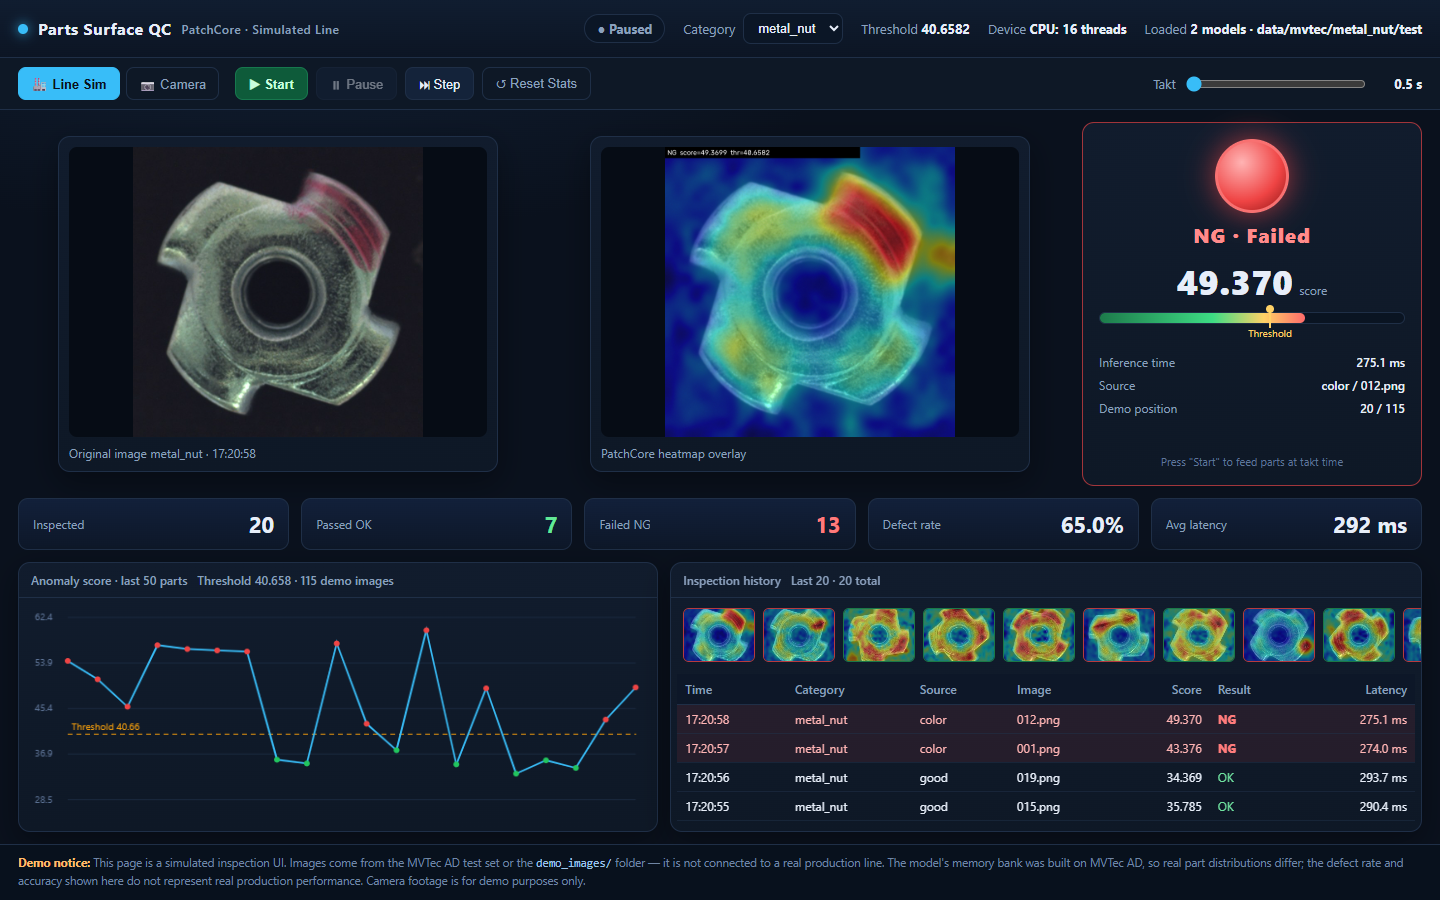 Parts Surface QC PatchCore · Simulated Line ● Paused Category metal_nut Threshold 40.6582 Device CPU: 16 threads Loaded 2 models · data/mvtec/metal_nut/test
Line Sim Camera ▶ Start ⏸ Pause ⏭ Step ↺ Reset Stats Takt 0.5 s
NG score=49.3699 thr=40.6582
Original image metal_nut · 17:20:58
PatchCore heatmap overlay
NG · Failed
49.370 score
Threshold
Inference time 275.1 ms
Source color / 012.png
Demo position 20 / 115
Press "Start" to feed parts at takt time
Inspected 20
Passed OK 7
Failed NG 13
Defect rate 65.0%
Avg latency 292 ms
Anomaly score · last 50 parts Threshold 40.658 · 115 demo images
62.4
53.9
45.4
Threshold 40.66
36.9
28.5
Inspection history Last 20 · 20 total
Time Category Source Image Score Result Latency
17:20:58 metal_nut color 012.png 49.370 NG 275.1 ms
17:20:57 metal_nut color 001.png 43.376 NG 274.0 ms
17:20:56 metal_nut good 019.png 34.369 OK 293.7 ms
17:20:55 metal_nut good 015.png 35.785 OK 290.4 ms
Demo notice: This page is a simulated inspection UI. Images come from the MVTec AD test set or the demo_images/ folder — it is not connected to a real production line. The model's memory bank was built on MVTec AD, so real part distributions differ; the defect rate and
accuracy shown here do not represent real production performance. Camera footage is for demo purposes only.